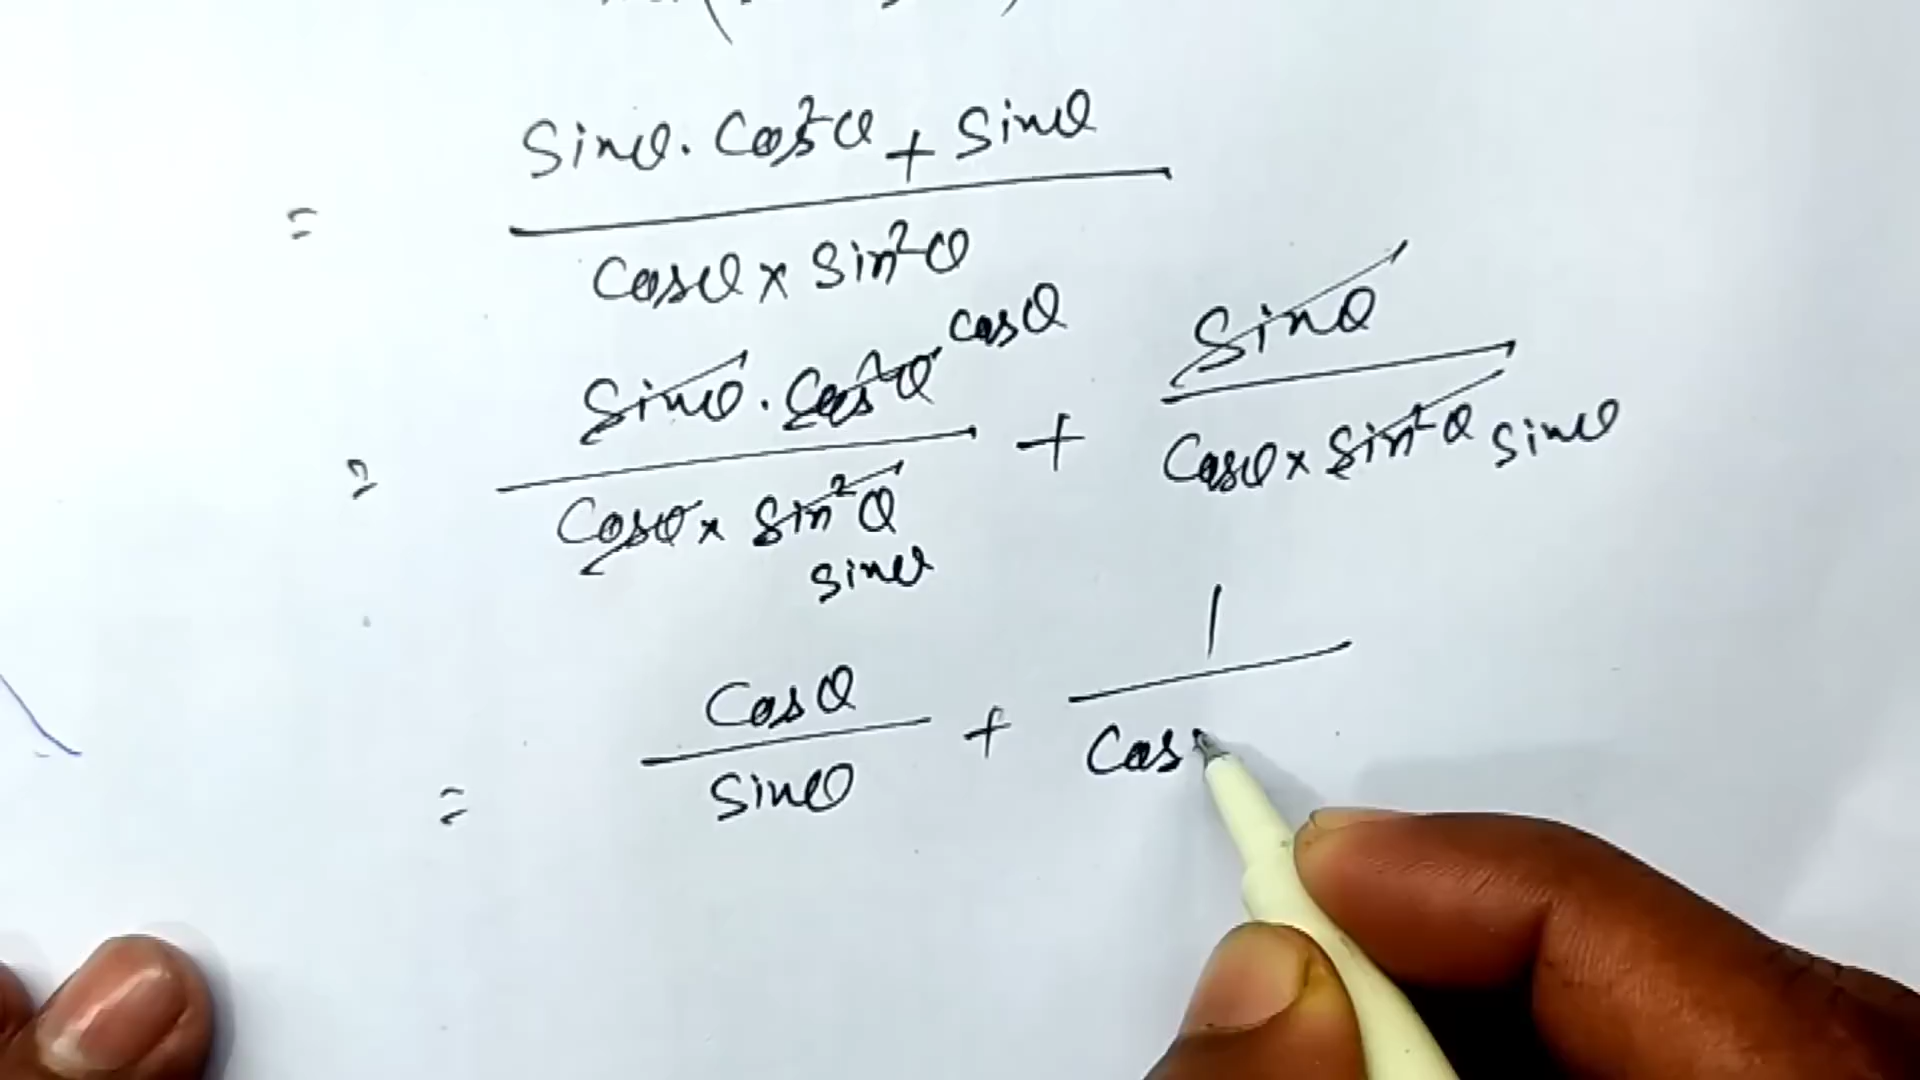 = (Sinθ · Cos²θ + Sinθ) / (Cosθ × Sin²θ)
= (Sinθ · Cos²θ cosθ) / (Cosθ × Sin²θ sinθ) + Sinθ / (Cosθ × Sin²θ sinθ)
= Cosθ / Sinθ + 1 / Cos